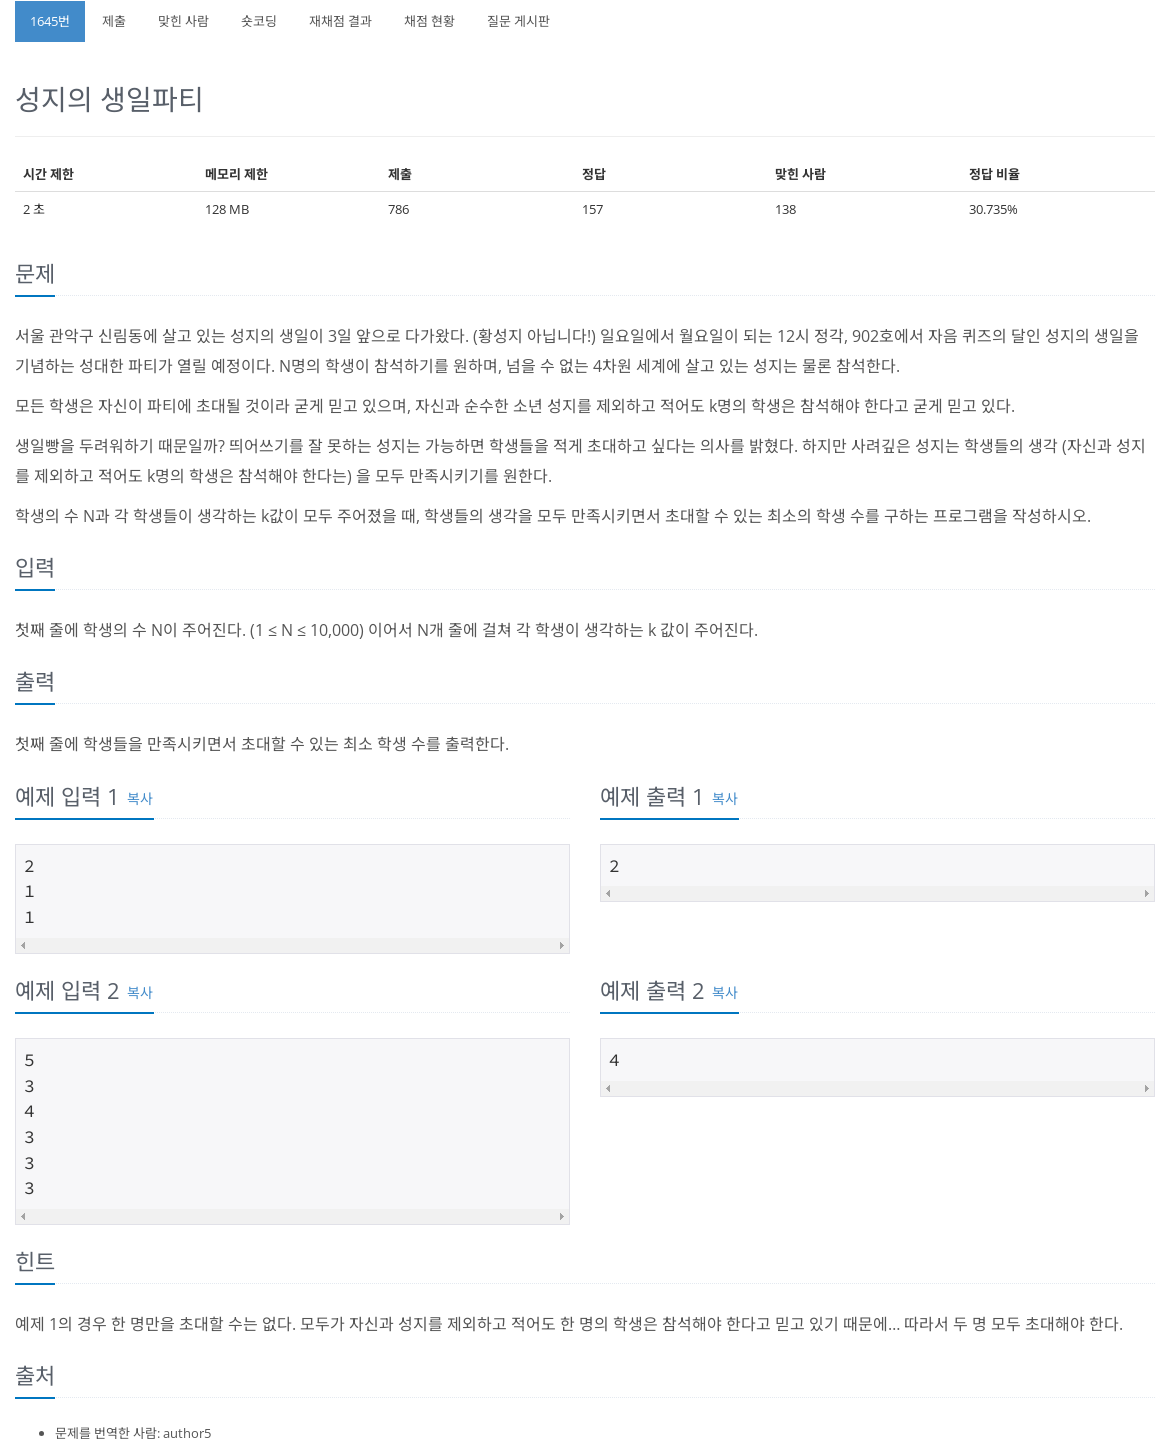 1645번 제출 맞힌 사람 숏코딩 재채점 결과 채점 현황 질문 게시판
성지의 생일파티
시간 제한 메모리 제한 제출 정답 맞힌 사람 정답 비율
2 초 128 MB 786 157 138 30.735%
문제
서울 관악구 신림동에 살고 있는 성지의 생일이 3일 앞으로 다가왔다. (황성지 아닙니다!) 일요일에서 월요일이 되는 12시 정각, 902호에서 자음 퀴즈의 달인 성지의 생일을
기념하는 성대한 파티가 열릴 예정이다. N명의 학생이 참석하기를 원하며, 넘을 수 없는 4차원 세계에 살고 있는 성지는 물론 참석한다.
모든 학생은 자신이 파티에 초대될 것이라 굳게 믿고 있으며, 자신과 순수한 소년 성지를 제외하고 적어도 k명의 학생은 참석해야 한다고 굳게 믿고 있다.
생일빵을 두려워하기 때문일까? 띄어쓰기를 잘 못하는 성지는 가능하면 학생들을 적게 초대하고 싶다는 의사를 밝혔다. 하지만 사려깊은 성지는 학생들의 생각 (자신과 성지
를 제외하고 적어도 k명의 학생은 참석해야 한다는) 을 모두 만족시키기를 원한다.
학생의 수 N과 각 학생들이 생각하는 k값이 모두 주어졌을 때, 학생들의 생각을 모두 만족시키면서 초대할 수 있는 최소의 학생 수를 구하는 프로그램을 작성하시오.
입력
첫째 줄에 학생의 수 N이 주어진다. (1 ≤ N ≤ 10,000) 이어서 N개 줄에 걸쳐 각 학생이 생각하는 k 값이 주어진다.
출력
첫째 줄에 학생들을 만족시키면서 초대할 수 있는 최소 학생 수를 출력한다.
예제 입력 1 복사
2
1
1
예제 출력 1 복사
2
예제 입력 2 복사
5
3
4
3
3
3
예제 출력 2 복사
4
힌트
예제 1의 경우 한 명만을 초대할 수는 없다. 모두가 자신과 성지를 제외하고 적어도 한 명의 학생은 참석해야 한다고 믿고 있기 때문에... 따라서 두 명 모두 초대해야 한다.
출처
문제를 번역한 사람: author5